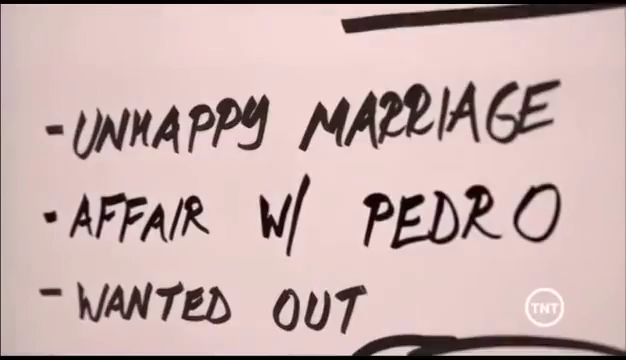 - UNHAPPY MARRIAGE
- AFFAIR W/ PEDRO
- WANTED OUT
TNT